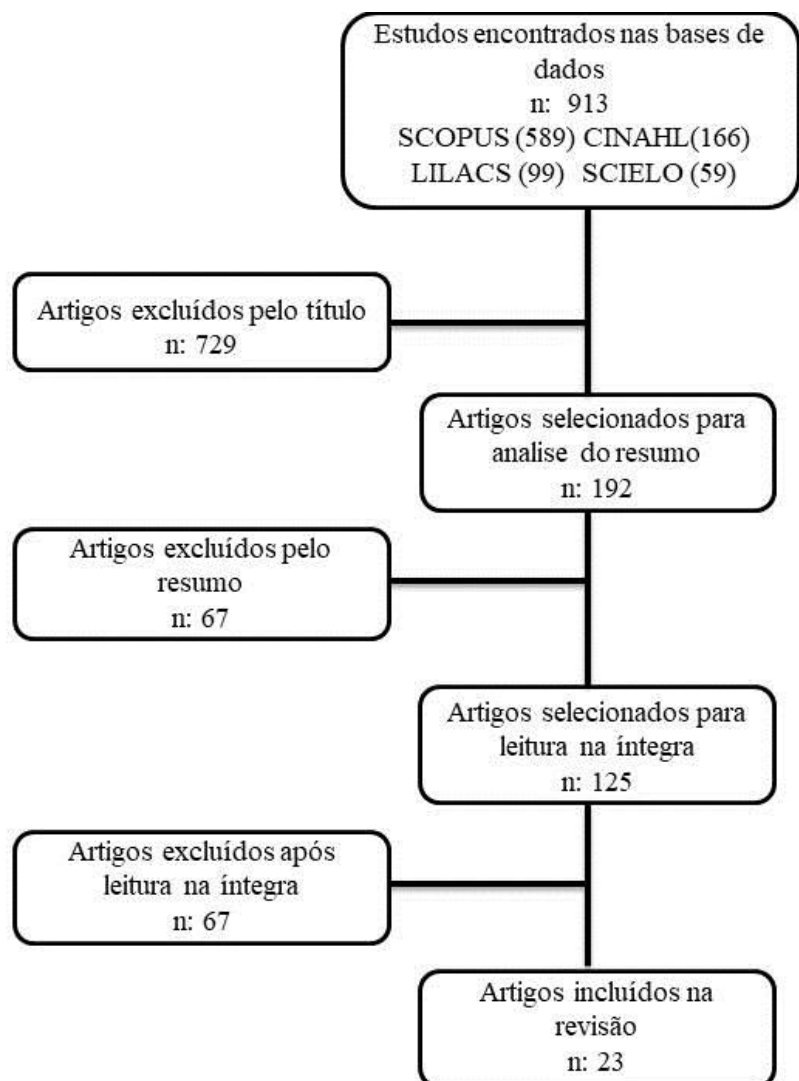 Estudos encontrados nas bases de
dados
n: 913
SCOPUS (589) CINAHL(166)
LILACS (99) SCIELO (59)
Artigos excluídos pelo título
n: 729
Artigos selecionados para
analise do resumo
n: 192
Artigos excluídos pelo
resumo
n: 67
Artigos selecionados para
leitura na íntegra
n: 125
Artigos excluídos após
leitura na íntegra
n: 67
Artigos incluídos na
revisão
n: 23